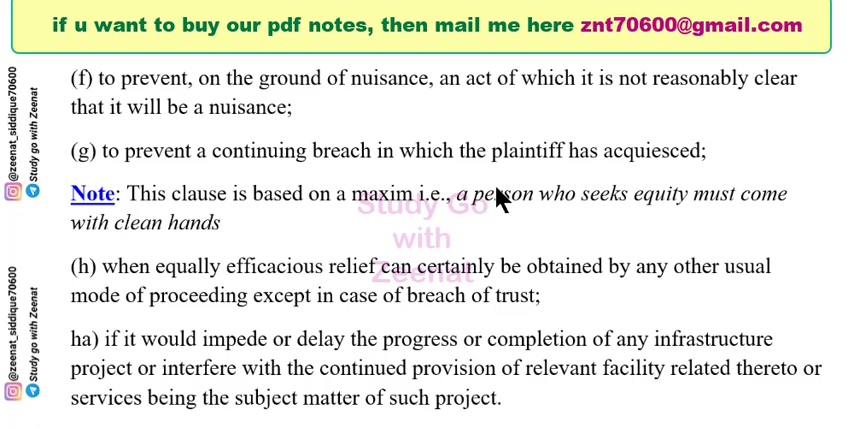 if u want to buy our pdf notes, then mail me here znt70600@gmail.com
(f) to prevent, on the ground of nuisance, an act of which it is not reasonably clear
that it will be a nuisance;
(g) to prevent a continuing breach in which the plaintiff has acquiesced;
Note: This clause is based on a maxim i.e., a person who seeks equity must come
with clean hands
(h) when equally efficacious relief can certainly be obtained by any other usual
mode of proceeding except in case of breach of trust;
ha) if it would impede or delay the progress or completion of any infrastructure
project or interfere with the continued provision of relevant facility related thereto or
services being the subject matter of such project.
Study Go
with
Zeenat
@zeenat_siddique70600
Study go with Zeenat
@zeenat_siddique70600
Study go with Zeenat